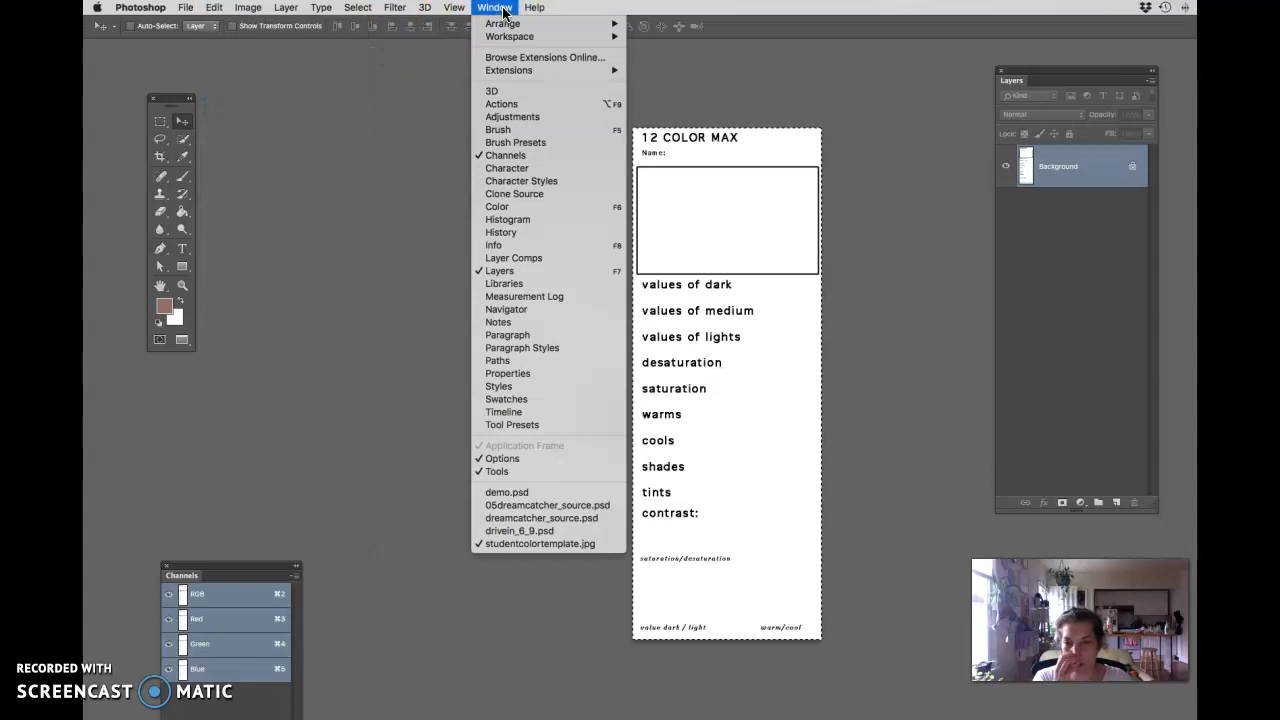 Photoshop File Edit Image Layer Type Select Filter 3D View Window Help
Auto-Select: Layer Show Transform Controls
Arrange
Workspace
Browse Extensions Online...
Extensions
3D
Actions ⌥F9
Adjustments
Brush F5
Brush Presets
✓ Channels
Character
Character Styles
Clone Source
Color F6
Histogram
History
Info F8
Layer Comps
✓ Layers F7
Libraries
Measurement Log
Navigator
Notes
Paragraph
Paragraph Styles
Paths
Properties
Styles
Swatches
Timeline
Tool Presets
✓ Application Frame
✓ Options
✓ Tools
demo.psd
05dreamcatcher_source.psd
dreamcatcher_source.psd
drivein_6_9.psd
✓ studentcolortemplate.jpg
12 COLOR MAX
Name:
values of dark
values of medium
values of lights
desaturation
saturation
warms
cools
shades
tints
contrast:
saturation/desaturation
value dark / light warm/cool
Layers
Kind
Normal Opacity:
Lock: Fill:
Background
Channels
RGB ⌘2
Red ⌘3
Green ⌘4
Blue ⌘5
RECORDED WITH
SCREENCAST MATIC